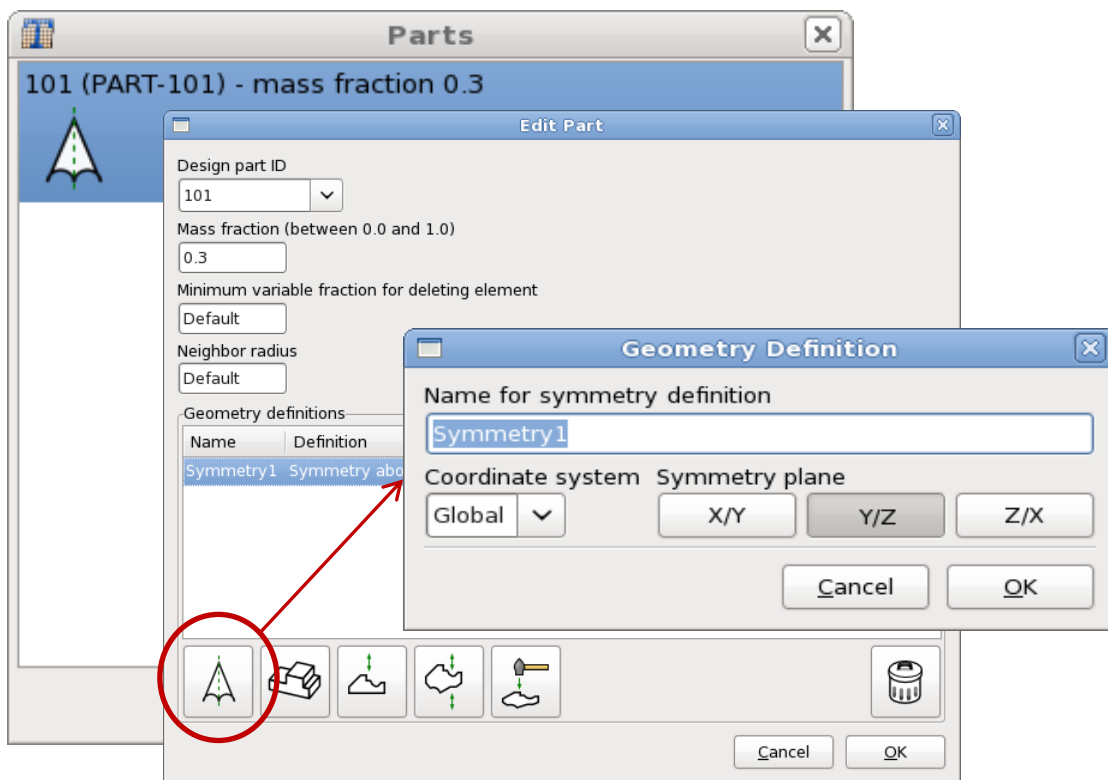 Parts
101 (PART-101) - mass fraction 0.3
Edit Part
Design part ID
101
Mass fraction (between 0.0 and 1.0)
0.3
Minimum variable fraction for deleting element
Default
Neighbor radius
Default
Geometry definitions
Name Definition
Symmetry1 Symmetry abo
Geometry Definition
Name for symmetry definition
Symmetry1
Coordinate system Symmetry plane
Global X/Y Y/Z Z/X
Cancel OK
Cancel OK